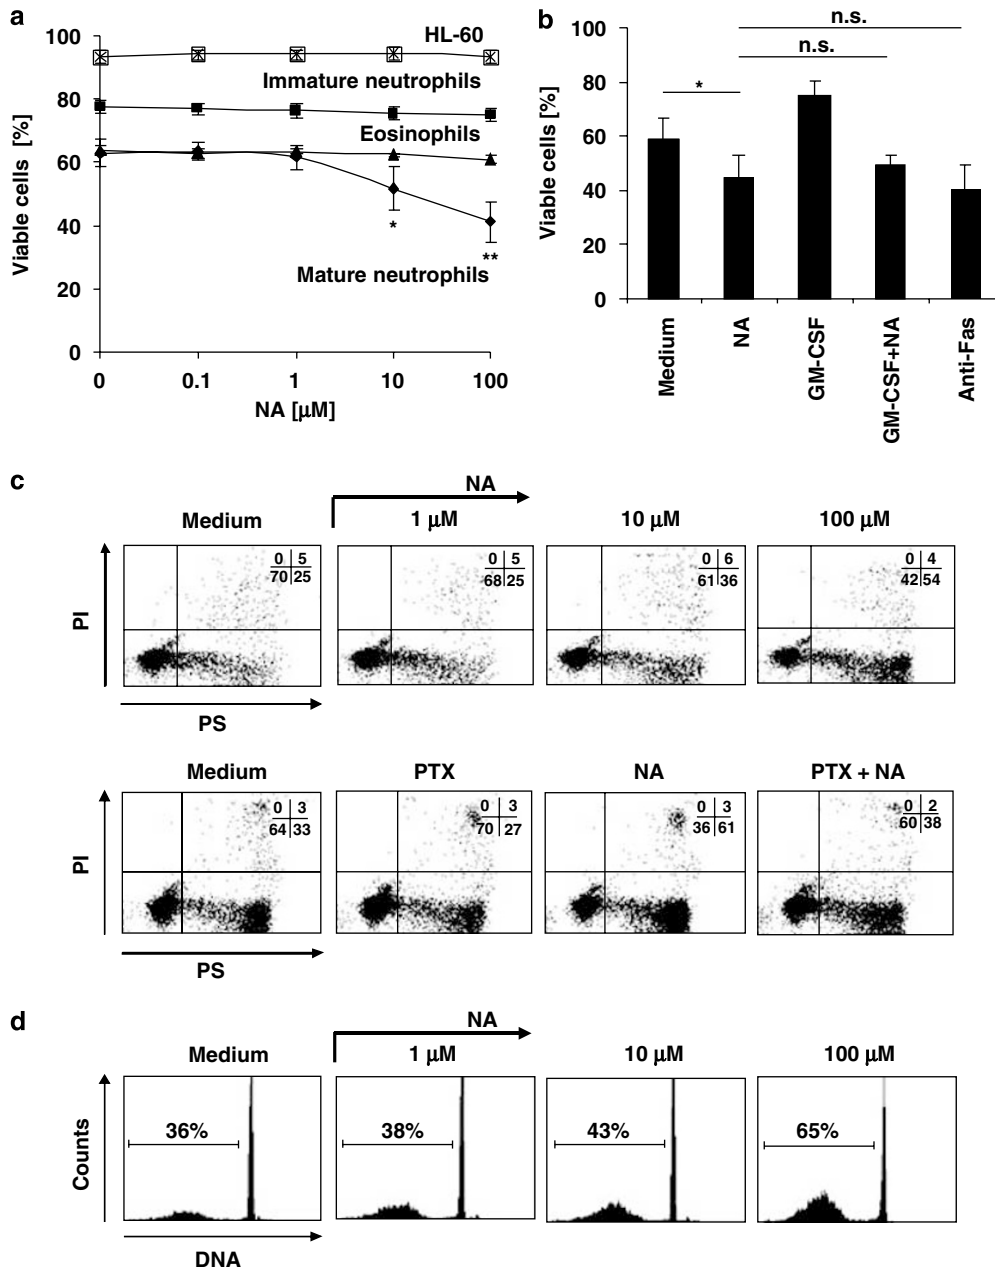 a
100
80
60
40
20
0
Viable cells [%]
HL-60
Immature neutrophils
Eosinophils
*
**
Mature neutrophils
0 0.1 1 10 100
NA [µM]
b
100
80
60
40
20
0
Viable cells [%]
n.s.
n.s.
*
Medium
NA
GM-CSF
GM-CSF+NA
Anti-Fas
c
NA
Medium 1 µM 10 µM 100 µM
PI
0 5
70 25
0 5
68 25
0 6
61 36
0 4
42 54
PS
Medium PTX NA PTX + NA
PI
0 3
64 33
0 3
70 27
0 3
36 61
0 2
60 38
PS
d
NA
Medium 1 µM 10 µM 100 µM
Counts
36% 38% 43% 65%
DNA